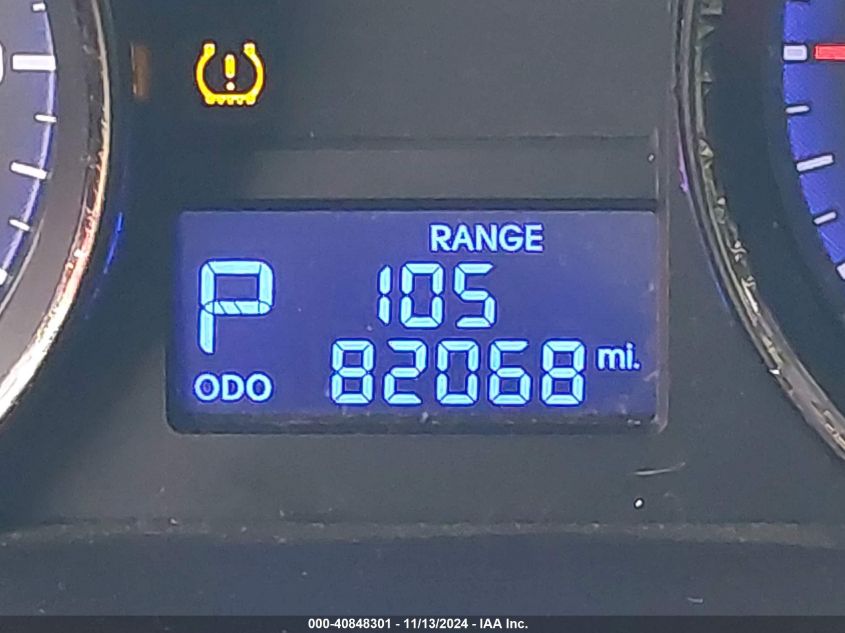 RANGE
P 105
ODO 82068 mi.
000-40848301 - 11/13/2024 - IAA Inc.